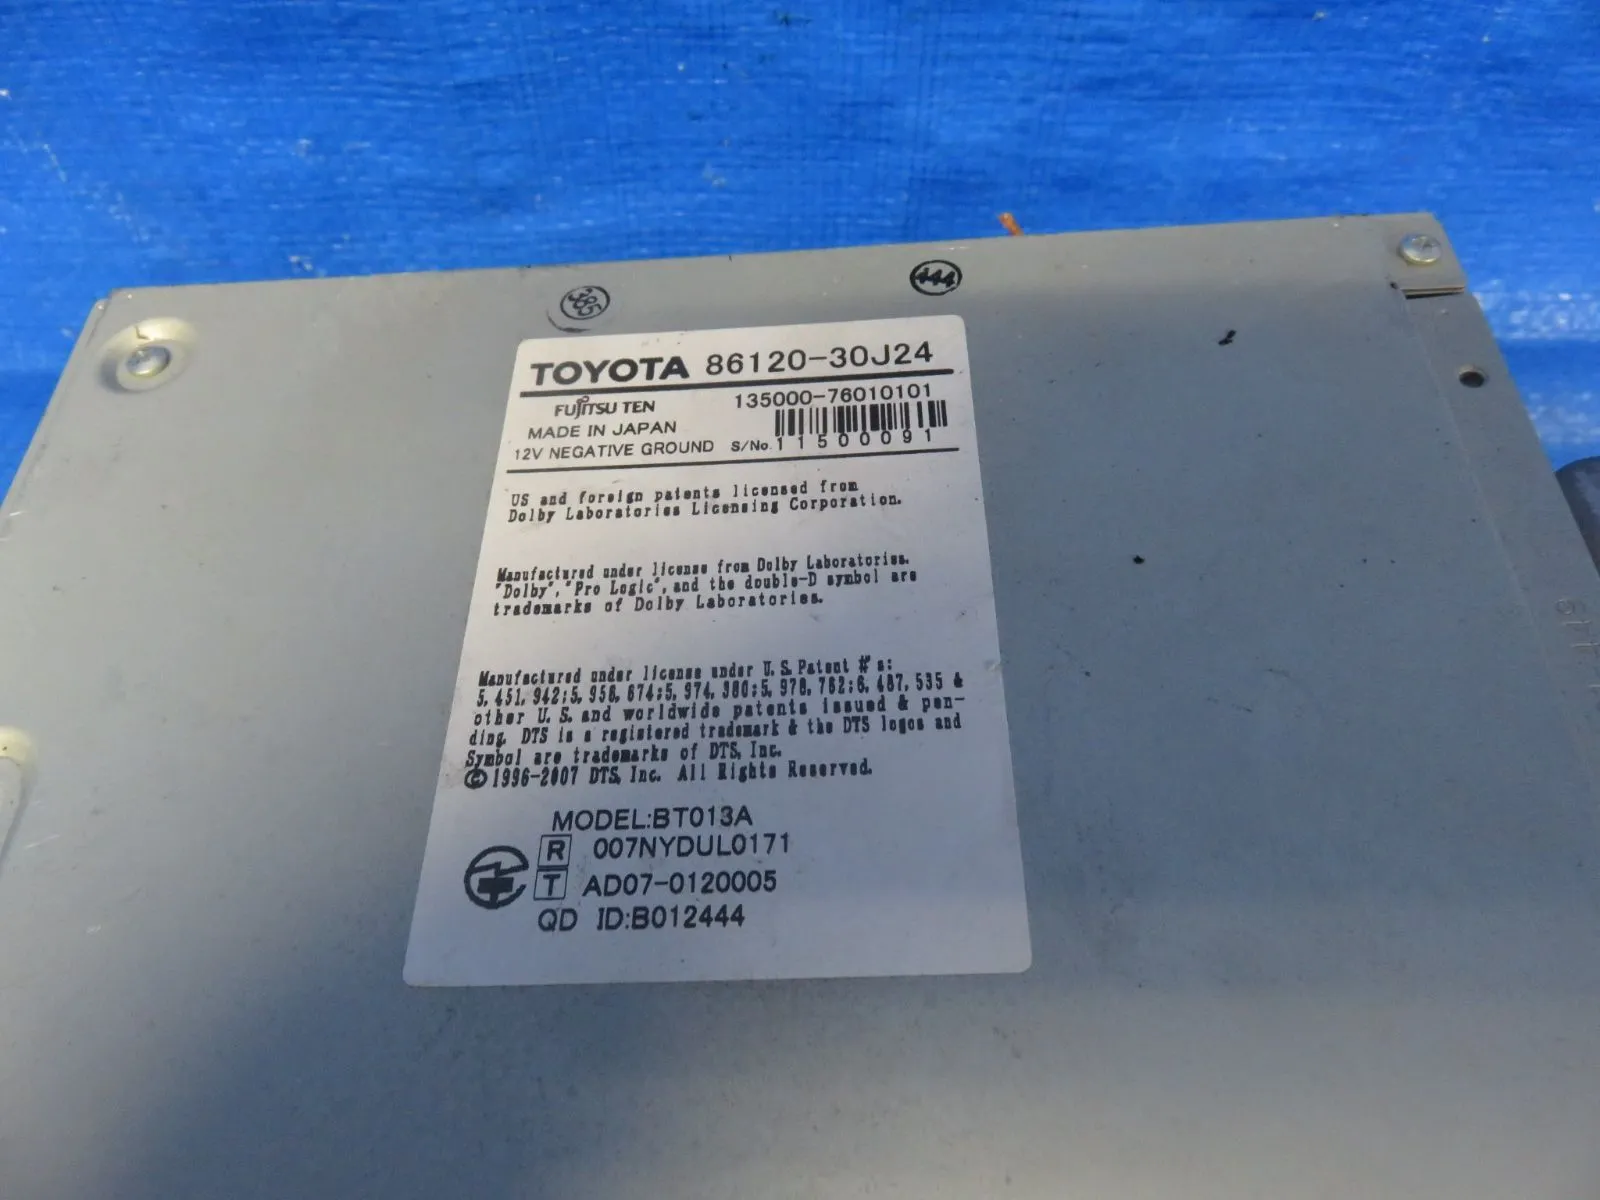 385
444
TOYOTA 86120-30J24
FUJITSU TEN 135000-76010101
MADE IN JAPAN
12V NEGATIVE GROUND S/No. 11500091
US and foreign patents licensed from
Dolby Laboratories Licensing Corporation.
Manufactured under license from Dolby Laboratories.
"Dolby", "Pro Logic", and the double-D symbol are
trademarks of Dolby Laboratories.
Manufactured under license under U.S. Patent #'s:
5,451,942;5,956,674;5,974,380;5,978,762;6,487,535 &
other U.S. and worldwide patents issued & pen-
ding. DTS is a registered trademark & the DTS logos and
Symbol are trademarks of DTS, Inc.
© 1996-2007 DTS, Inc. All Rights Reserved.
MODEL:BT013A
R 007NYDUL0171
T AD07-0120005
QD ID:B012444